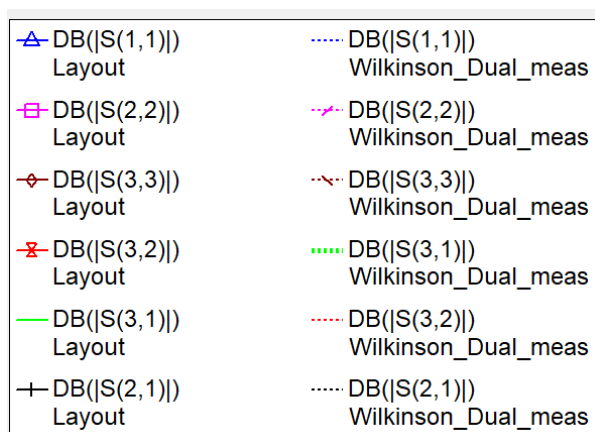 DB(|S(1,1)|)
Layout
DB(|S(1,1)|)
Wilkinson_Dual_meas
DB(|S(2,2)|)
Layout
DB(|S(2,2)|)
Wilkinson_Dual_meas
DB(|S(3,3)|)
Layout
DB(|S(3,3)|)
Wilkinson_Dual_meas
DB(|S(3,2)|)
Layout
DB(|S(3,1)|)
Wilkinson_Dual_meas
DB(|S(3,1)|)
Layout
DB(|S(3,2)|)
Wilkinson_Dual_meas
DB(|S(2,1)|)
Layout
DB(|S(2,1)|)
Wilkinson_Dual_meas